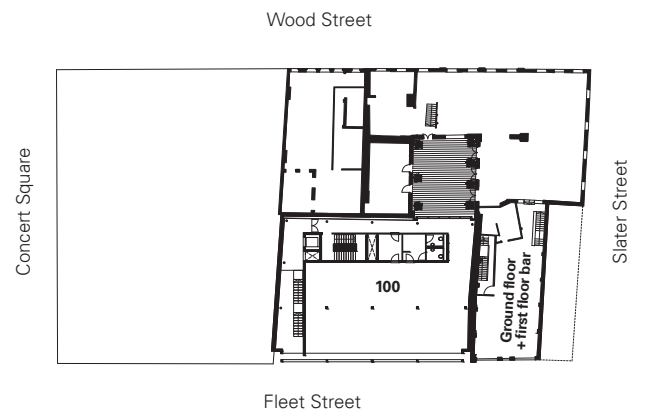 Wood Street
Concert Square
Slater Street
100
Ground floor
+ first floor bar
Fleet Street